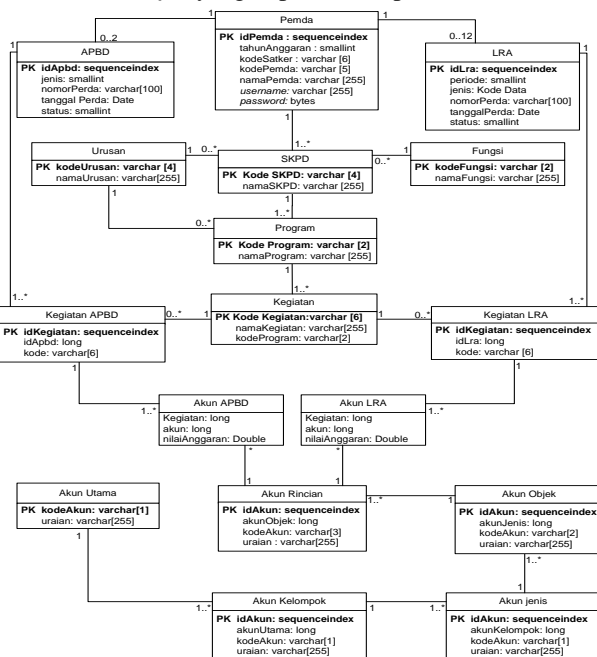 Pemda
PK idPemda : sequenceindex
tahunAnggaran : smallint
kodeSatker : varchar [6]
kodePemda: varchar [5]
namaPemda: varchar [255]
username: varchar [255]
password: bytes
1
1
1
1..*
APBD
PK idApbd: sequenceindex
jenis: smallint
nomorPerda: varchar[100]
tanggal Perda: Date
status: smallint
0..2
1
1..*
LRA
PK idLra: sequenceindex
periode: smallint
jenis: Kode Data
nomorPerda: varchar[100]
tanggalPerda: Date
status: smallint
0..12
1
1..*
Urusan
PK kodeUrusan: varchar [4]
namaUrusan: varchar[255]
1
0..*
1
0..*
SKPD
PK Kode SKPD: varchar [4]
namaSKPD: varchar [255]
1
1..*
Fungsi
PK kodeFungsi: varchar [2]
namaFungsi: varchar [255]
1
0..*
Program
PK Kode Program: varchar [2]
namaProgram: varchar [255]
1
1..*
Kegiatan APBD
PK idKegiatan: sequenceindex
idApbd: long
kode: varchar[6]
0..*
1
1
1..*
Kegiatan
PK Kode Kegiatan:varchar [6]
namaKegiatan: varchar[255]
kodeProgram: varchar[2]
1
0..*
Kegiatan LRA
PK idKegiatan: sequenceindex
idLra: long
kode: varchar [6]
1
1..*
Akun APBD
Kegiatan: long
akun: long
nilaiAnggaran: Double
*
1
Akun LRA
Kegiatan: long
akun: long
nilaiAnggaran: Double
*
1
Akun Utama
PK kodeAkun: varchar[1]
uraian: varchar[255]
1
1..*
Akun Rincian
PK idAkun: sequenceindex
akunObjek: long
kodeAkun: varchar[3]
uraian : varchar[255]
1..*
1
Akun Objek
PK idAkun: sequenceindex
akunJenis: long
kodeAkun: varchar[2]
uraian: varchar[255]
1..*
1
Akun Kelompok
PK idAkun: sequenceindex
akunUtama: long
kodeAkun: varchar[1]
uraian: varchar[255]
1
1..*
Akun jenis
PK idAkun: sequenceindex
akunKelompok: long
kodeAkun: varchar[1]
uraian: varchar[255]